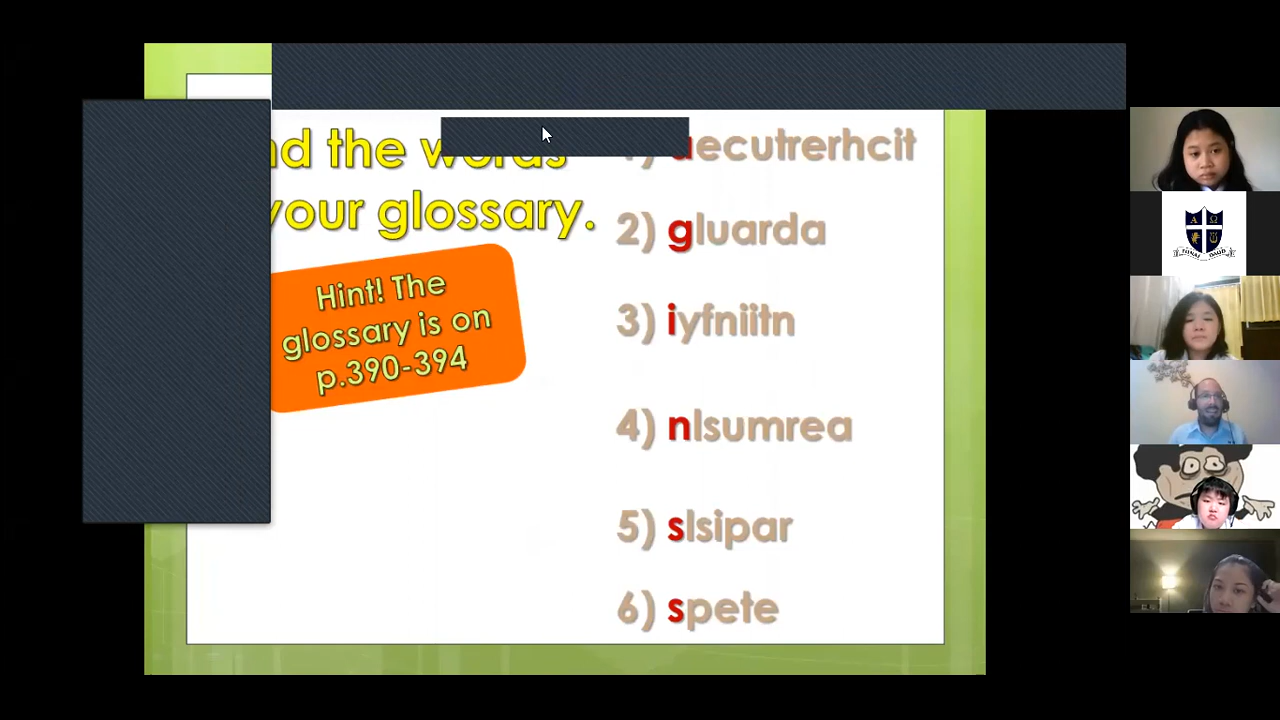 nd the words
your glossary.
Hint! The
glossary is on
p.390-394
1) aecutrerhcit
2) gluarda
3) iyfniitn
4) nlsumrea
5) slsipar
6) spete